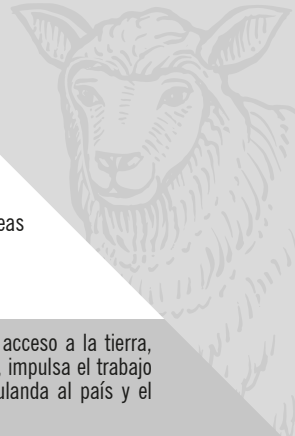 eas
acceso a la tierra,
, impulsa el trabajo
ulanda al país y el